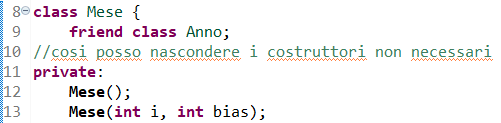 8 class Mese {
9 friend class Anno;
10 //cosi posso nascondere i costruttori non necessari
11 private:
12 Mese();
13 Mese(int i, int bias);